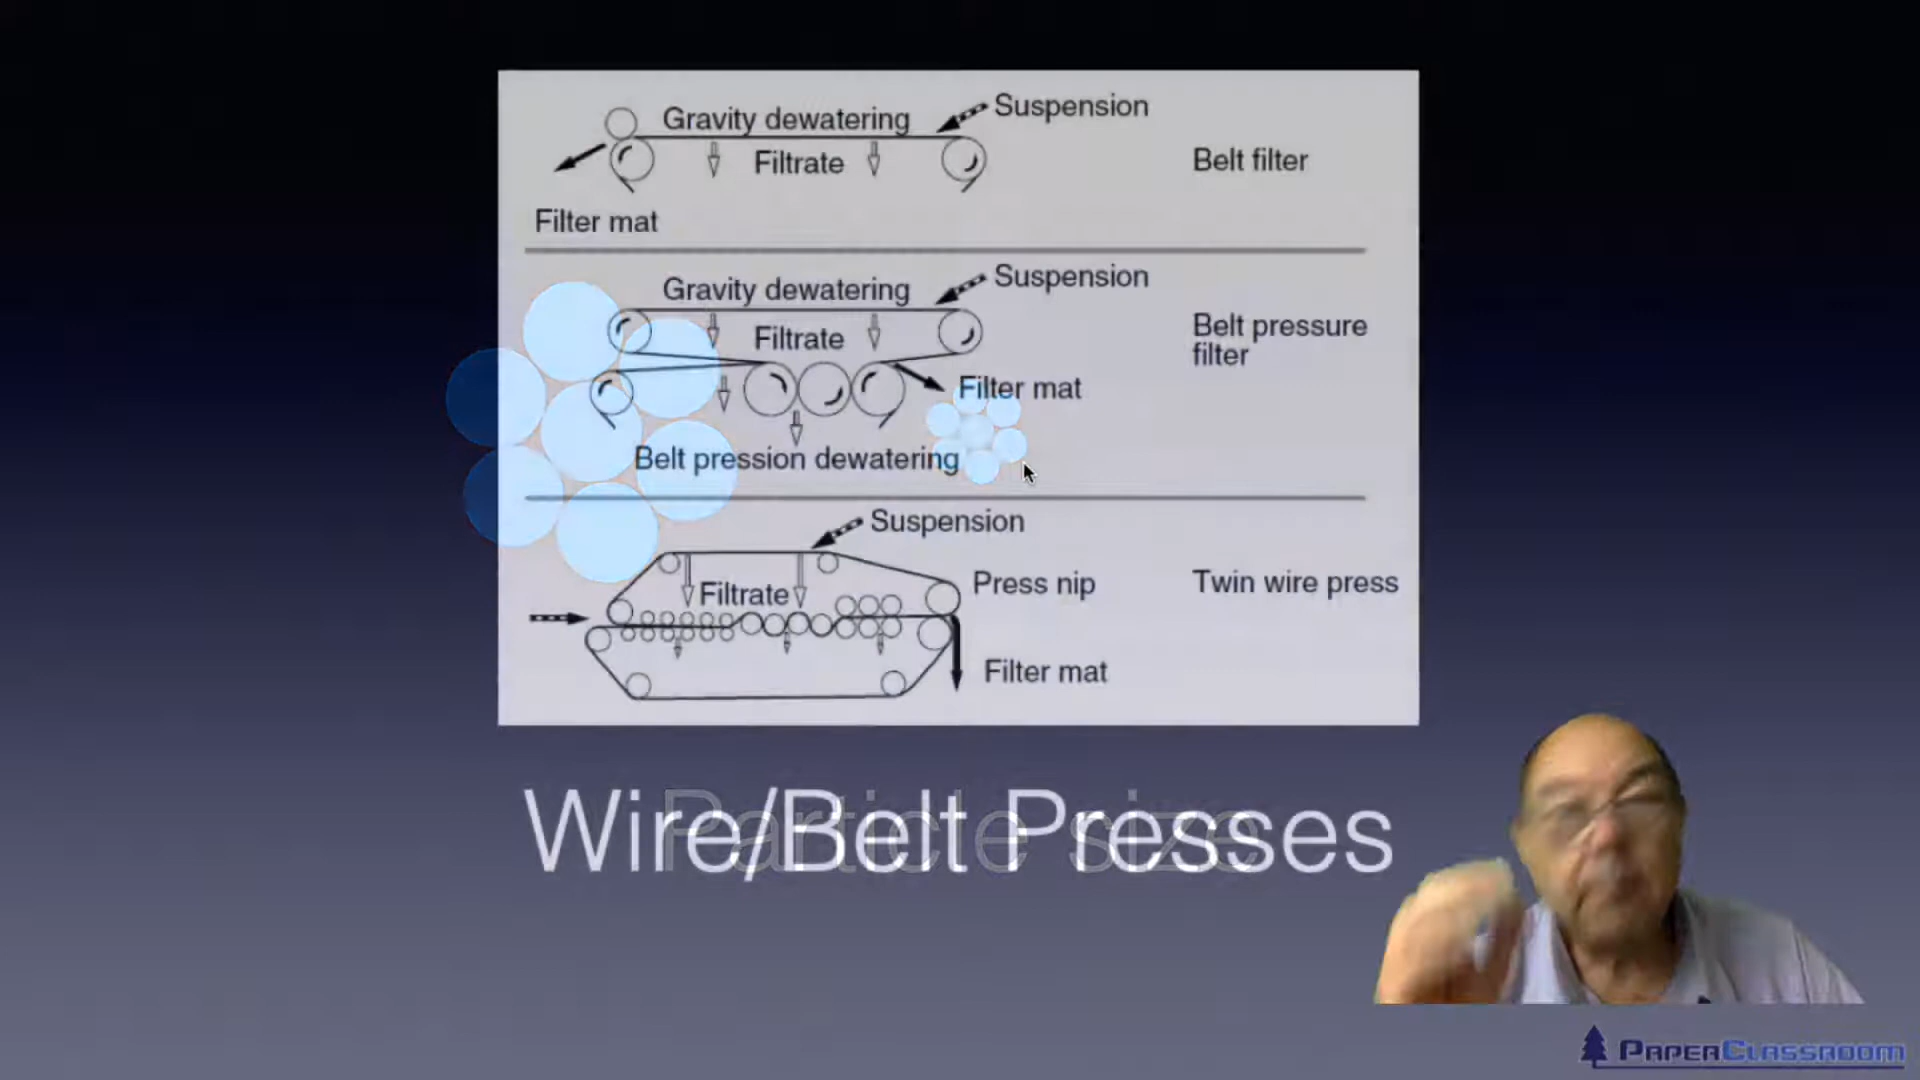 Gravity dewatering
Suspension
Filtrate
Belt filter
Filter mat
Gravity dewatering
Suspension
Filtrate
Belt pressure
filter
Filter mat
Belt pression dewatering
Suspension
Filtrate
Press nip
Twin wire press
Filter mat
Wire/Belt Presses
Particle size
PAPERCLASSROOM